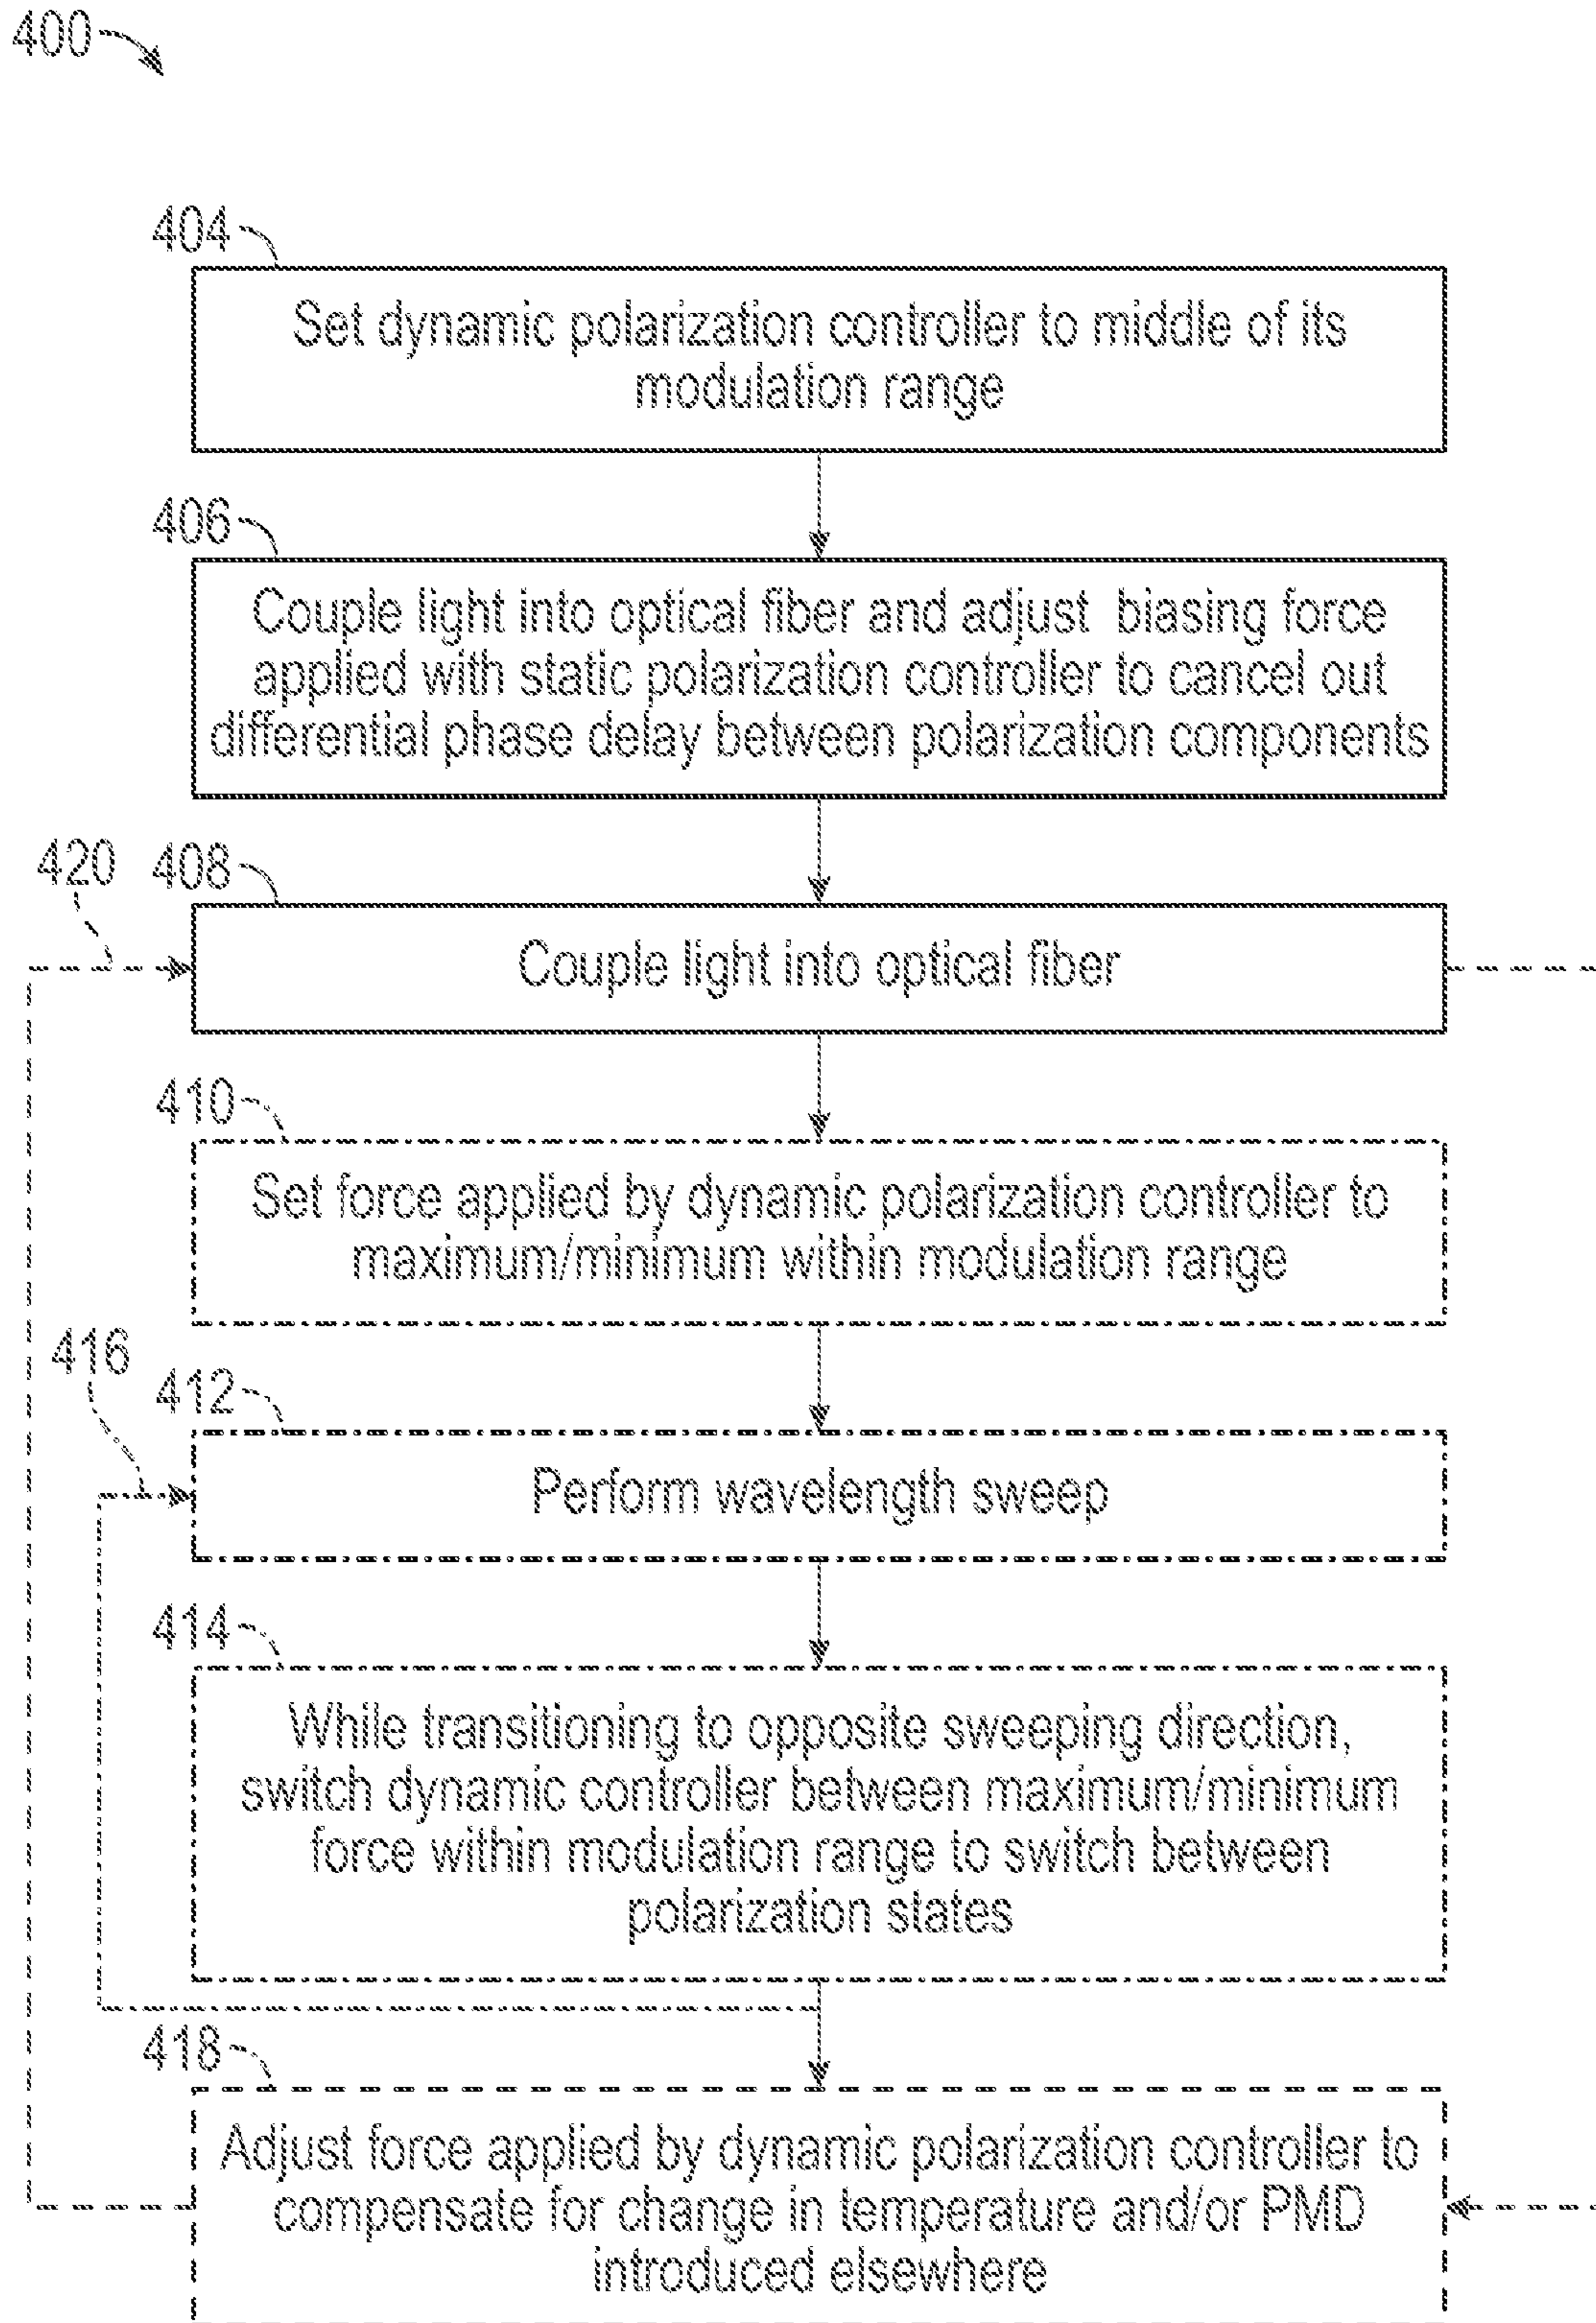 400
404
Set dynamic polarization controller to middle of its
modulation range
406
Couple light into optical fiber and adjust biasing force
applied with static polarization controller to cancel out
differential phase delay between polarization components
420 408
Couple light into optical fiber
410
Set force applied by dynamic polarization controller to
maximum/minimum within modulation range
416
412
Perform wavelength sweep
414
While transitioning to opposite sweeping direction,
switch dynamic controller between maximum/minimum
force within modulation range to switch between
polarization states
418
Adjust force applied by dynamic polarization controller to
compensate for change in temperature and/or PMD
introduced elsewhere